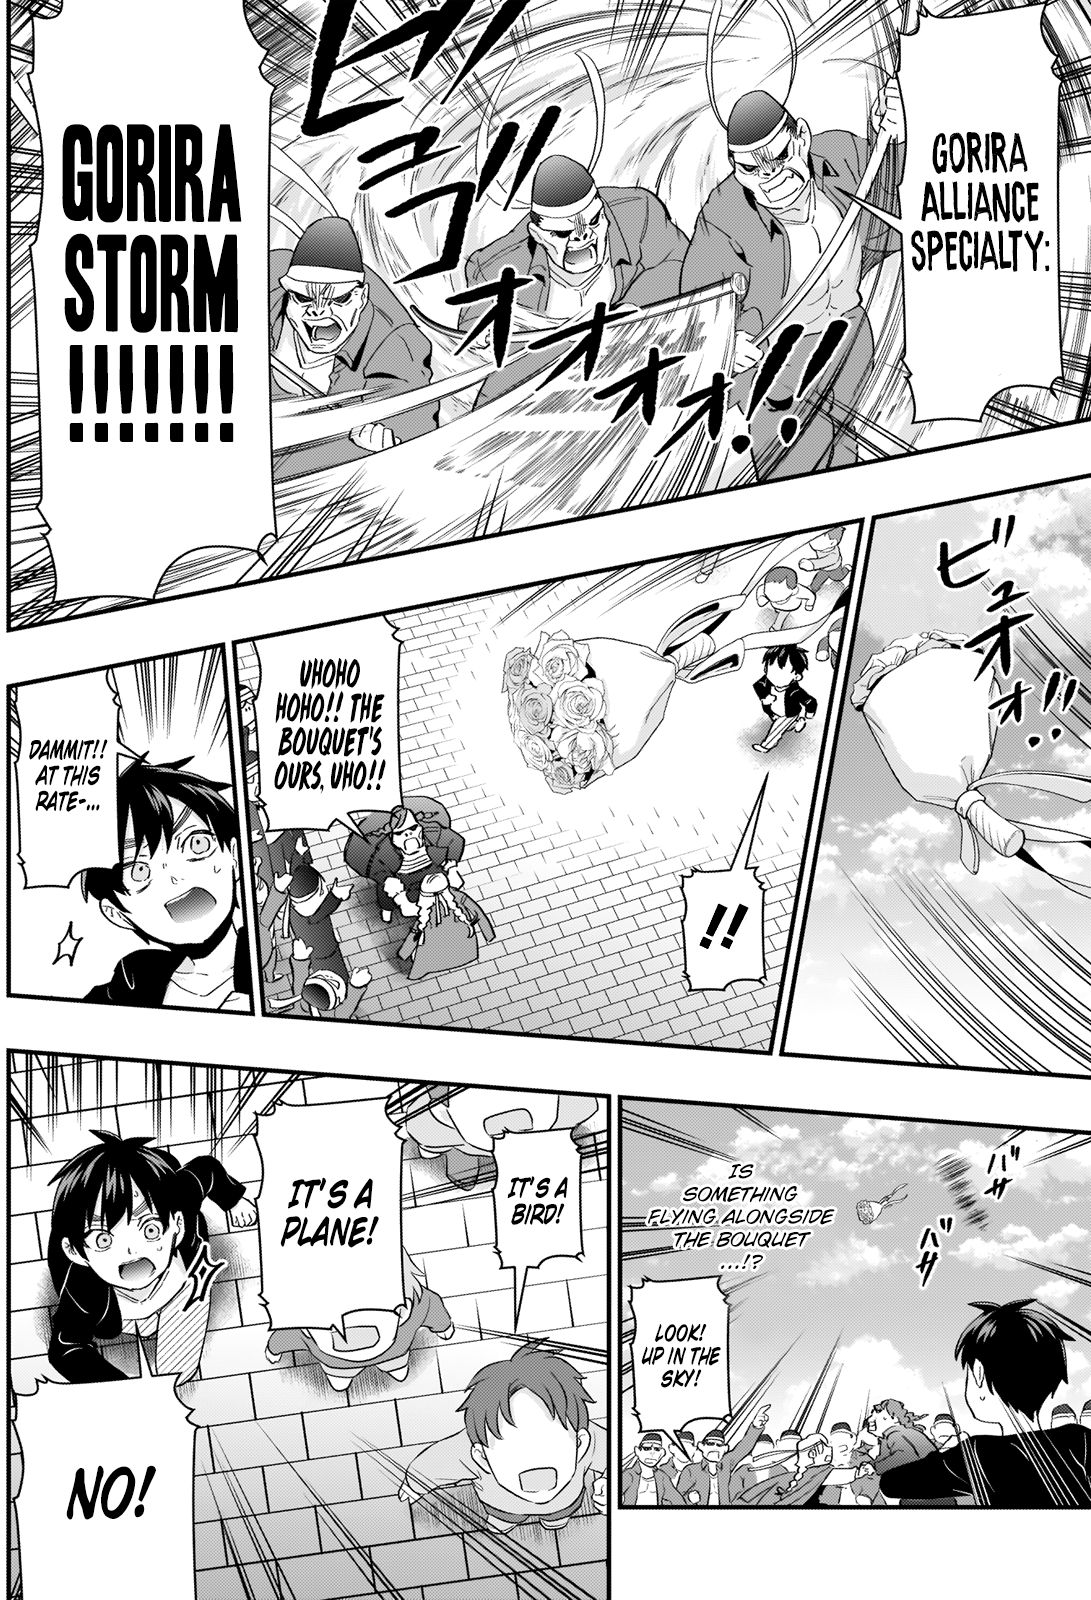 GORIRA
ALLIANCE
SPECIALTY:
GORIRA
STORM
!!!!!!!
ビュゴッ
オオオオ!!
ビュオオ!!
!!
UHOHO
HOHO!! THE
BOUQUET'S
OURS, UHO!!
DAMMIT!!
AT THIS
RATE-...
バサ
バサ
IS
SOMETHING
FLYING ALONGSIDE
THE BOUQUET
...!?
LOOK!
UP IN THE
SKY!
IT'S A
BIRD!
IT'S A
PLANE!
NO!